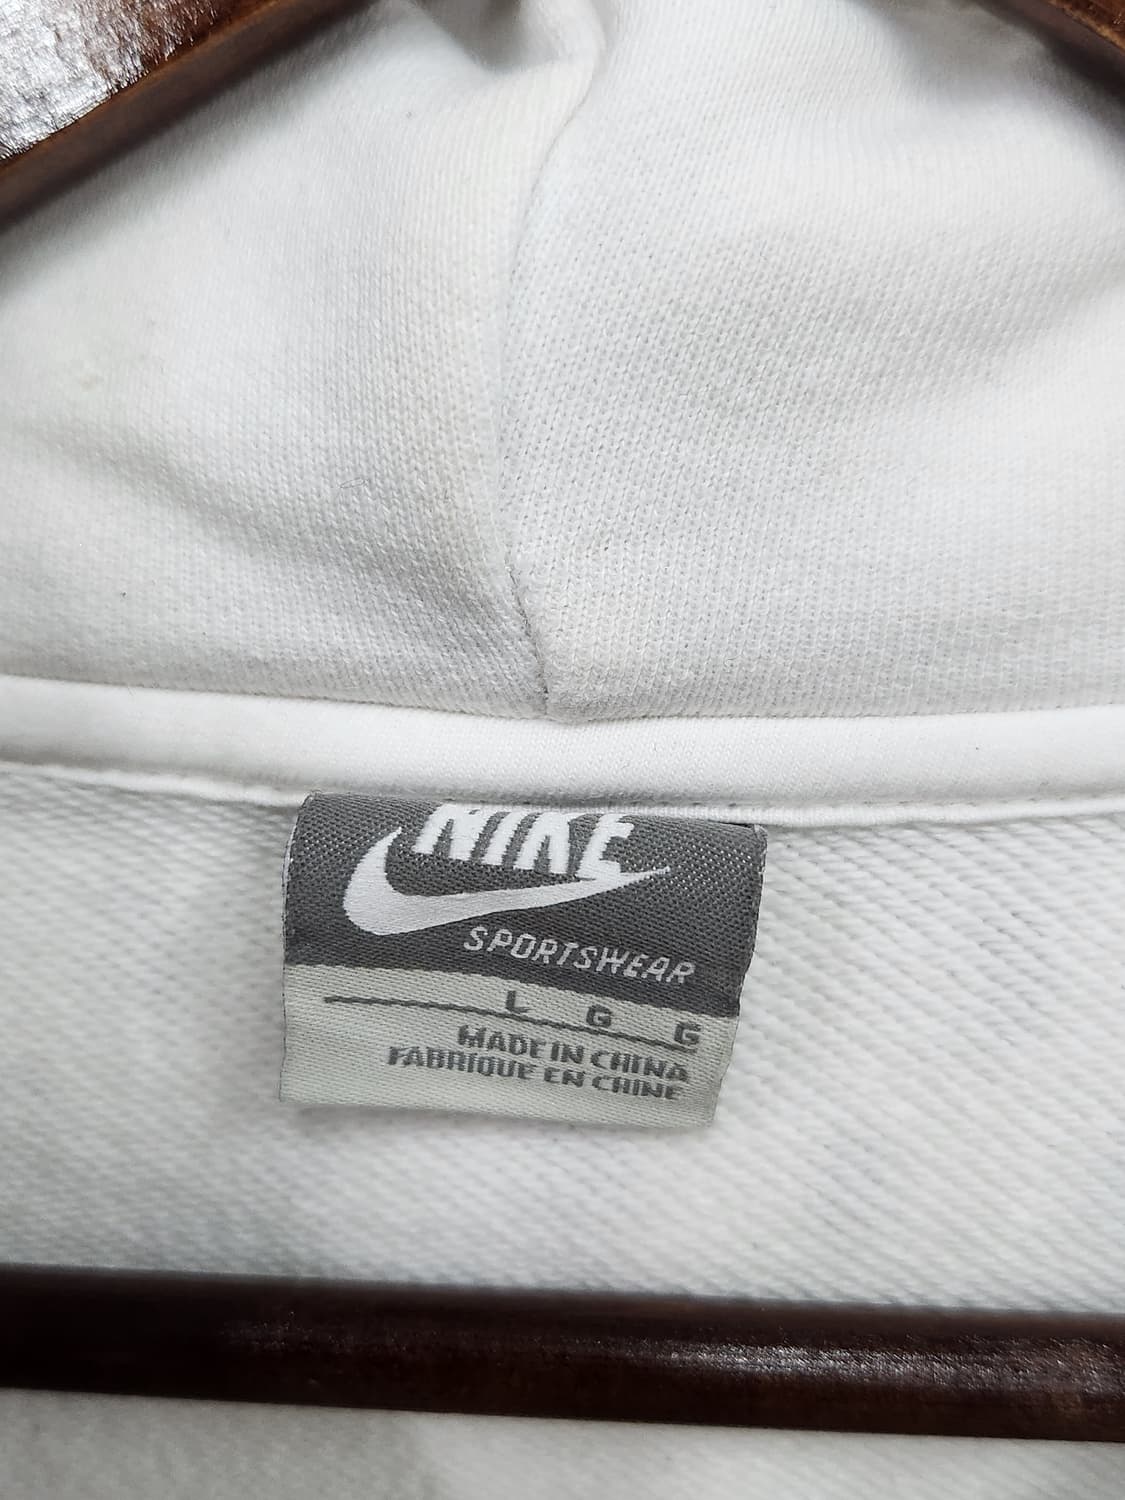 NIKE
SPORTSWEAR
L G G
MADE IN CHINA
FABRIQUE EN CHINE